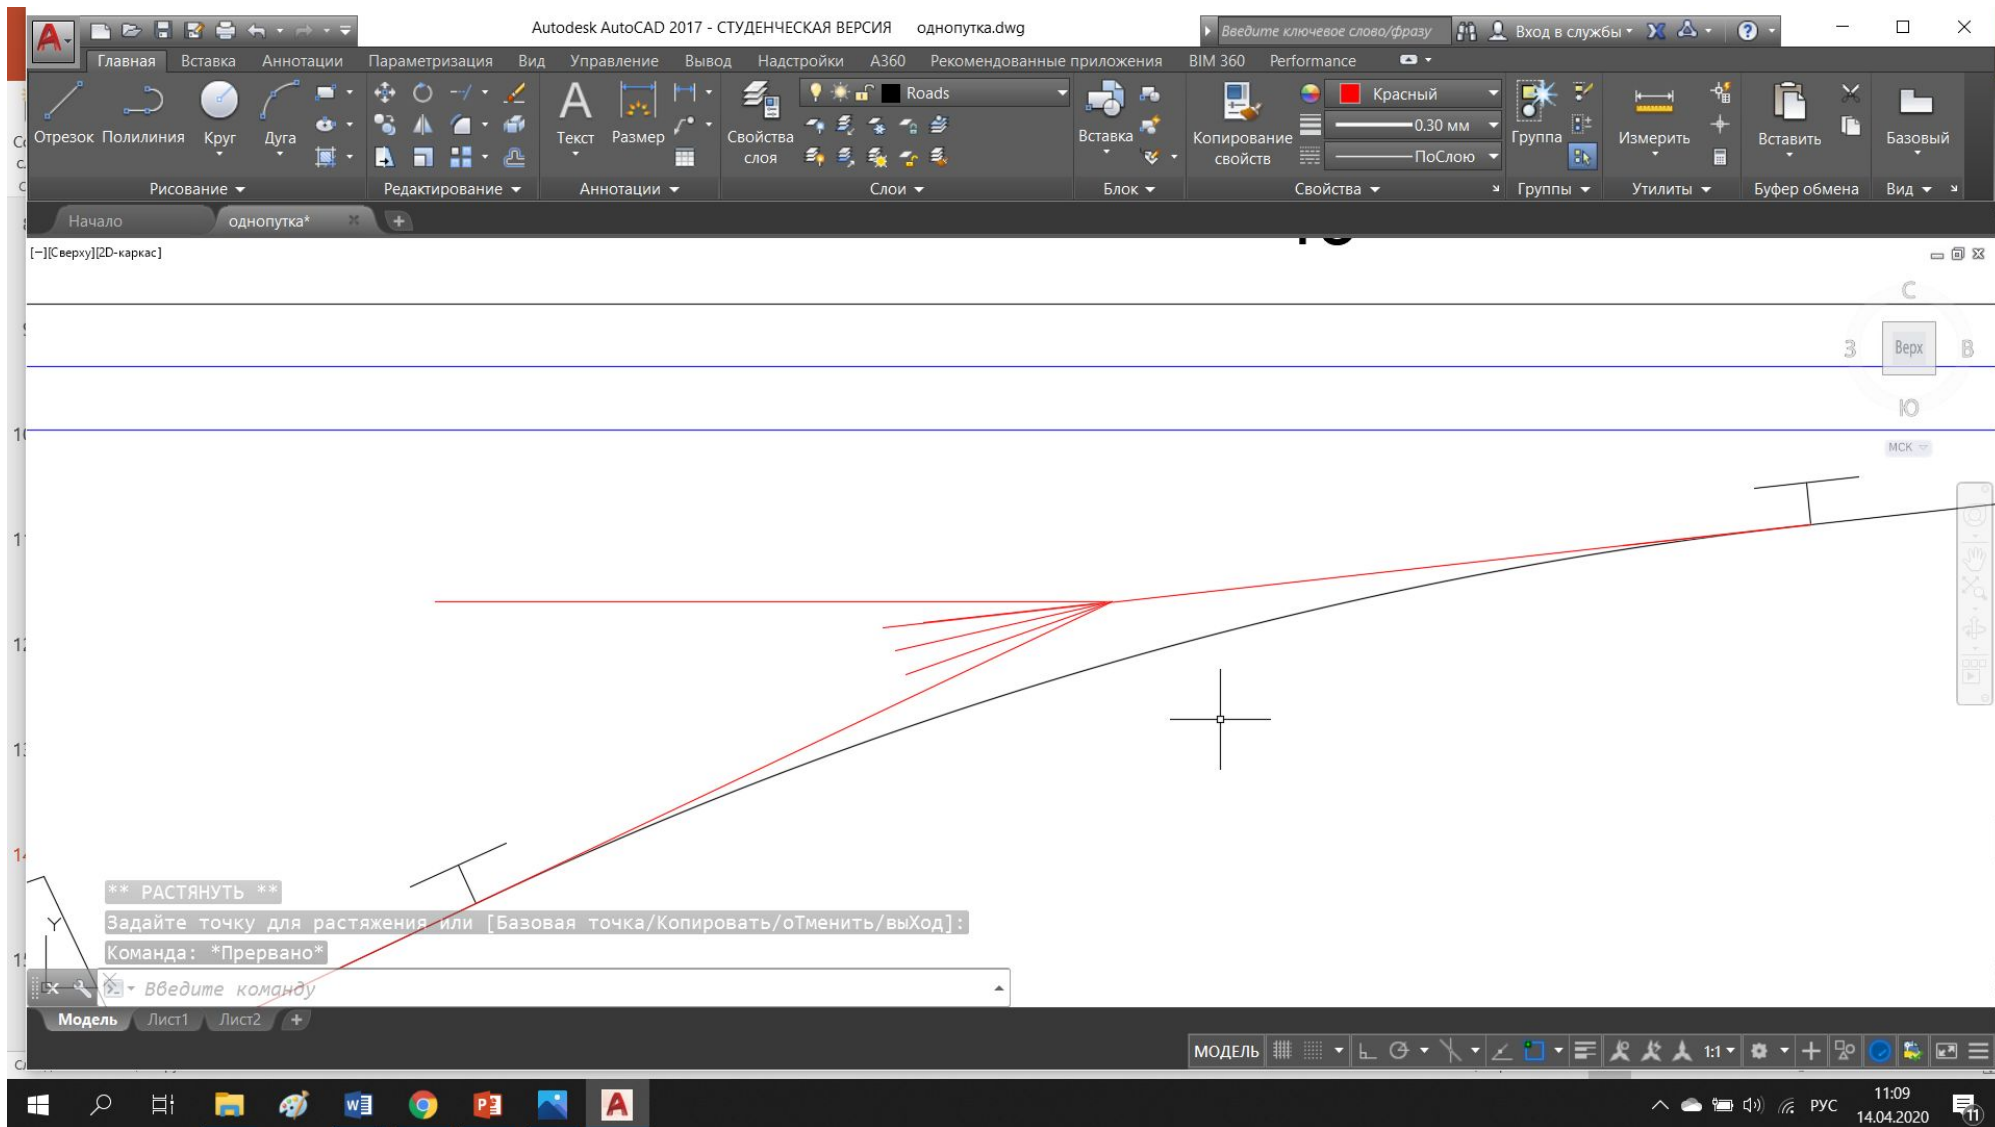 Autodesk AutoCAD 2017 - СТУДЕНЧЕСКАЯ ВЕРСИЯ однопутка.dwg
Введите ключевое слово/фразу
Вход в службы
Главная Вставка Аннотации Параметризация Вид Управление Вывод Надстройки A360 Рекомендованные приложения BIM 360 Performance
Отрезок Полилиния Круг Дуга
Текст Размер
Свойства слоя
Roads
Вставка
Копирование свойств
Красный
0.30 мм
ПоСлою
Группа
Измерить
Вставить
Базовый
Рисование Редактирование Аннотации Слои Блок Свойства Группы Утилиты Буфер обмена Вид
Начало однопутка*
[−][Сверху][2D-каркас]
С
З Верх В
Ю
МСК
** РАСТЯНУТЬ **
Задайте точку для растяжения или [Базовая точка/Копировать/оТменить/выХод]:
Команда: *Прервано*
Y
X
Введите команду
Модель Лист1 Лист2
МОДЕЛЬ 1:1
РУС
11:09
14.04.2020
11